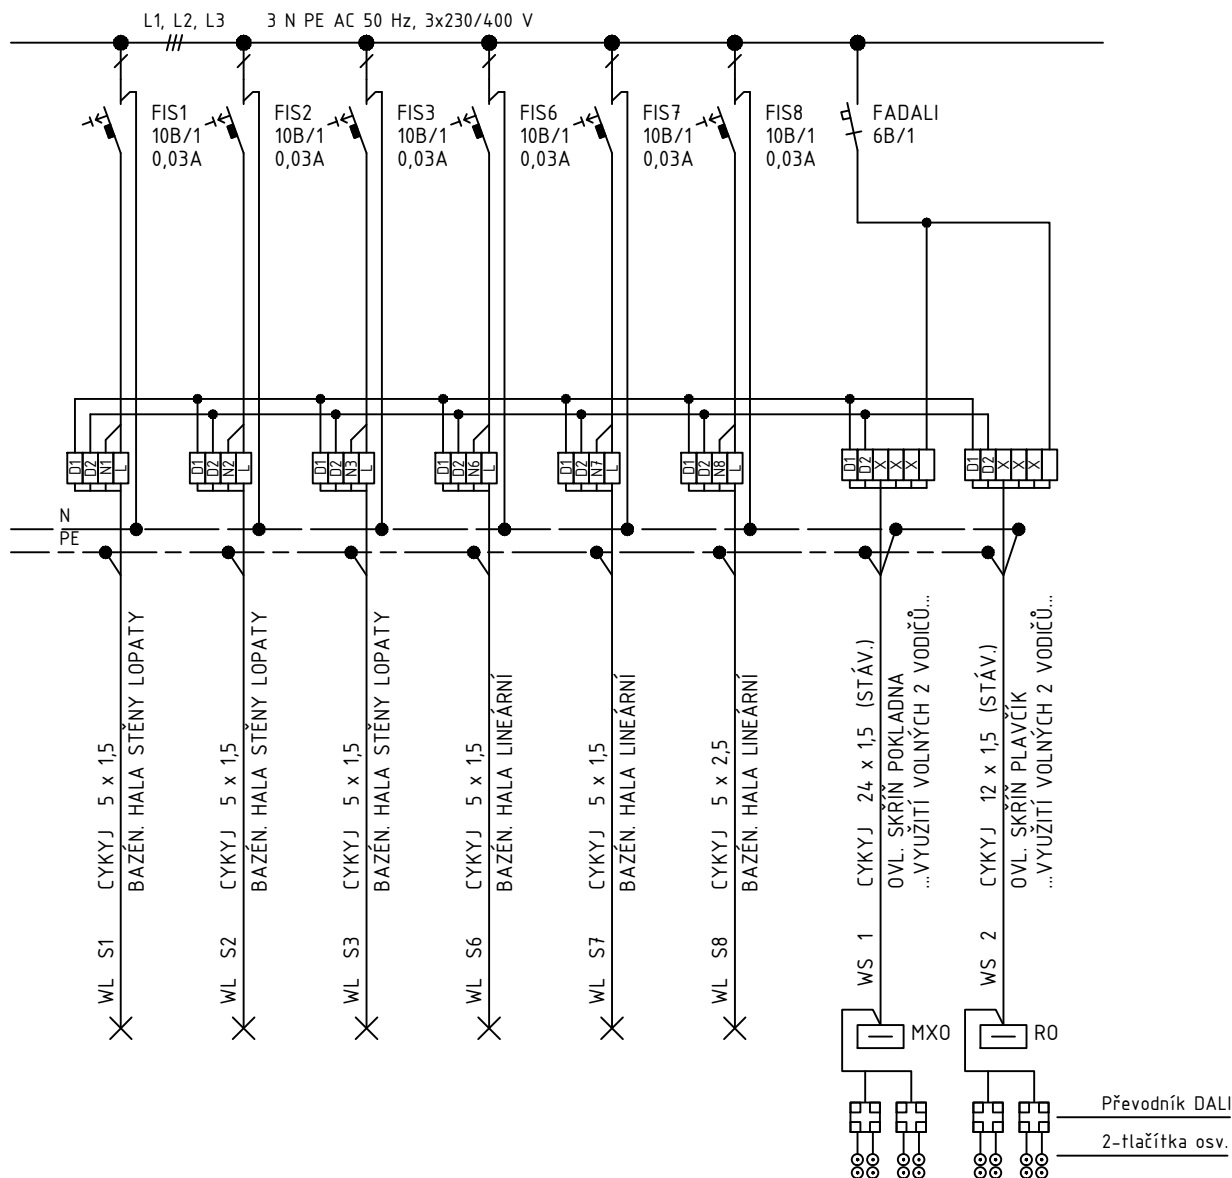 L1, L2, L3
3 N PE AC 50 Hz, 3x230/400 V
FIS1
10B/1
0,03A
FIS2
10B/1
0,03A
FIS3
10B/1
0,03A
FIS6
10B/1
0,03A
FIS7
10B/1
0,03A
FIS8
10B/1
0,03A
FADALI
6B/1
D1 D2 N1 L
D1 D2 N2 L
D1 D2 N3 L
D1 D2 N6 L
D1 D2 N7 L
D1 D2 N8 L
D1 D2 X X X
D1 D2 X X X
N
PE
WL S1 CYKYJ 5 x 1,5
BAZÉN. HALA STĚNY LOPATY
WL S2 CYKYJ 5 x 1,5
BAZÉN. HALA STĚNY LOPATY
WL S3 CYKYJ 5 x 1,5
BAZÉN. HALA STĚNY LOPATY
WL S6 CYKYJ 5 x 1,5
BAZÉN. HALA LINEÁRNÍ
WL S7 CYKYJ 5 x 1,5
BAZÉN. HALA LINEÁRNÍ
WL S8 CYKYJ 5 x 2,5
BAZÉN. HALA LINEÁRNÍ
WS 1 CYKYJ 24 x 1,5 (STÁV.)
OVL. SKŘÍŇ POKLADNA
...VYUŽITÍ VOLNÝCH 2 VODIČŮ...
WS 2 CYKYJ 12 x 1,5 (STÁV.)
OVL. SKŘÍŇ PLAVČÍK
...VYUŽITÍ VOLNÝCH 2 VODIČŮ...
MX0
R0
Převodník DALI
2-tlačítka osv.